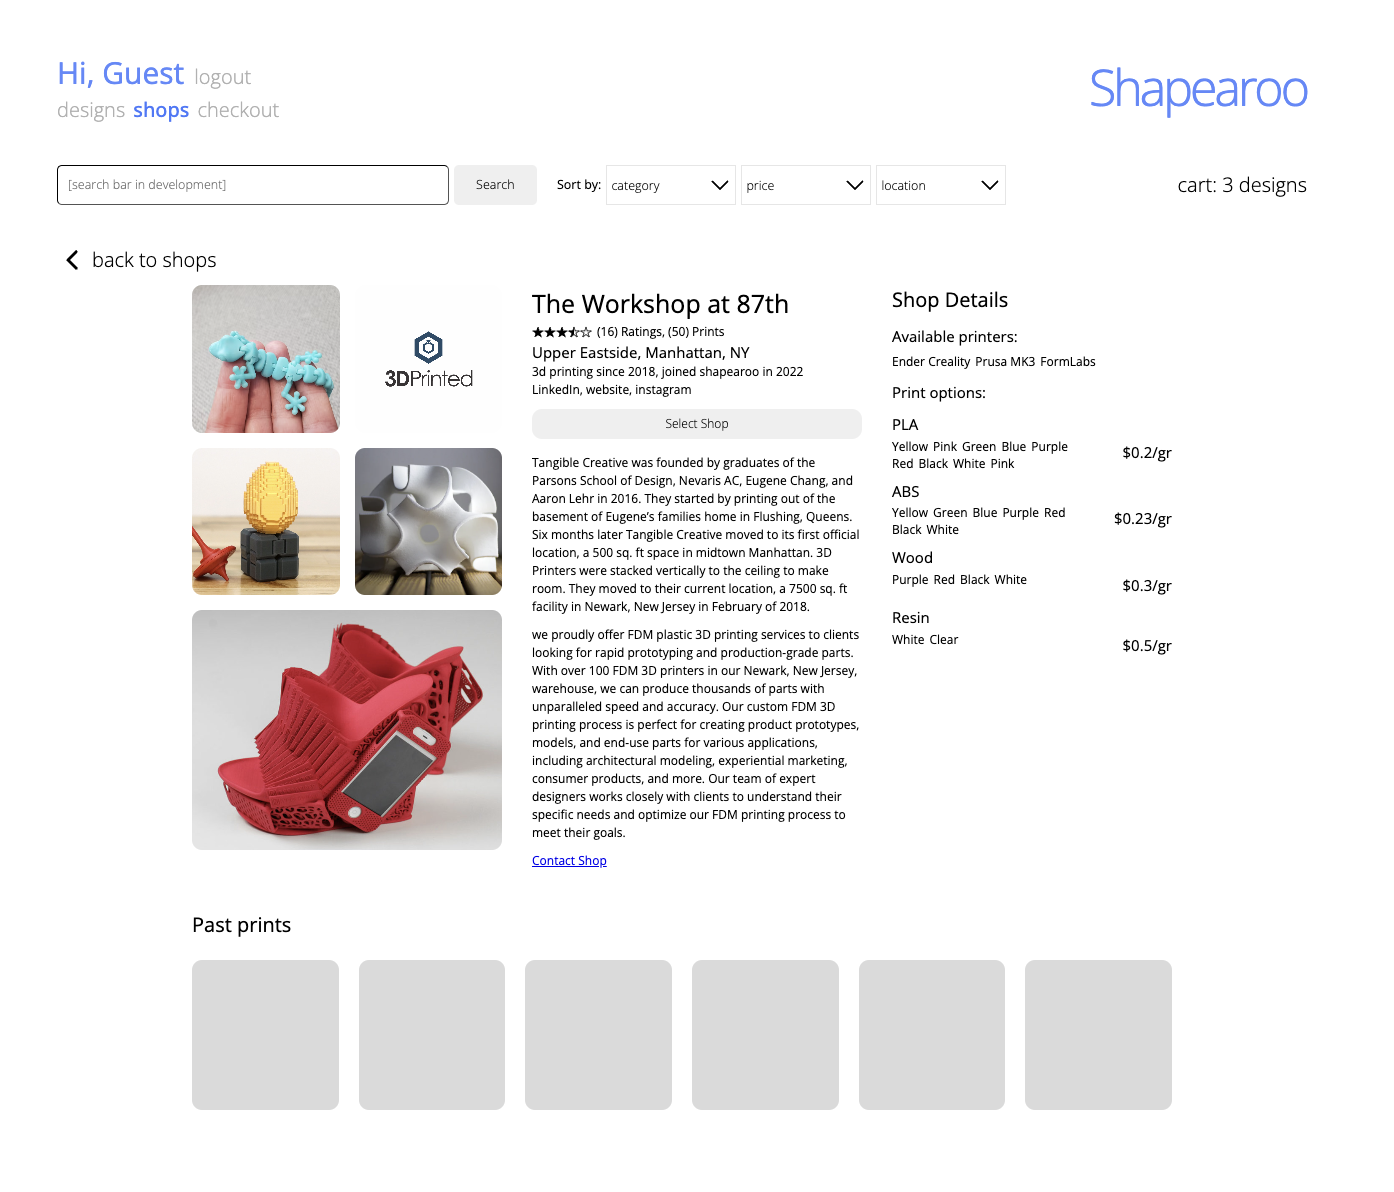 Hi, Guest logout
designs shops checkout
Shapearoo
[search bar in development]
Search
Sort by:
category
price
location
cart: 3 designs
back to shops
3DPrinted
The Workshop at 87th
(16) Ratings, (50) Prints
Upper Eastside, Manhattan, NY
3d printing since 2018, joined shapearoo in 2022
LinkedIn, website, instagram
Select Shop
Tangible Creative was founded by graduates of the
Parsons School of Design, Nevaris AC, Eugene Chang, and
Aaron Lehr in 2016. They started by printing out of the
basement of Eugene’s families home in Flushing, Queens.
Six months later Tangible Creative moved to its first official
location, a 500 sq. ft space in midtown Manhattan. 3D
Printers were stacked vertically to the ceiling to make
room. They moved to their current location, a 7500 sq. ft
facility in Newark, New Jersey in February of 2018.
we proudly offer FDM plastic 3D printing services to clients
looking for rapid prototyping and production-grade parts.
With over 100 FDM 3D printers in our Newark, New Jersey,
warehouse, we can produce thousands of parts with
unparalleled speed and accuracy. Our custom FDM 3D
printing process is perfect for creating product prototypes,
models, and end-use parts for various applications,
including architectural modeling, experiential marketing,
consumer products, and more. Our team of expert
designers works closely with clients to understand their
specific needs and optimize our FDM printing process to
meet their goals.
Contact Shop
Shop Details
Available printers:
Ender Creality Prusa MK3 FormLabs
Print options:
PLA
Yellow Pink Green Blue Purple
Red Black White Pink
$0.2/gr
ABS
Yellow Green Blue Purple Red
Black White
$0.23/gr
Wood
Purple Red Black White
$0.3/gr
Resin
White Clear
$0.5/gr
Past prints